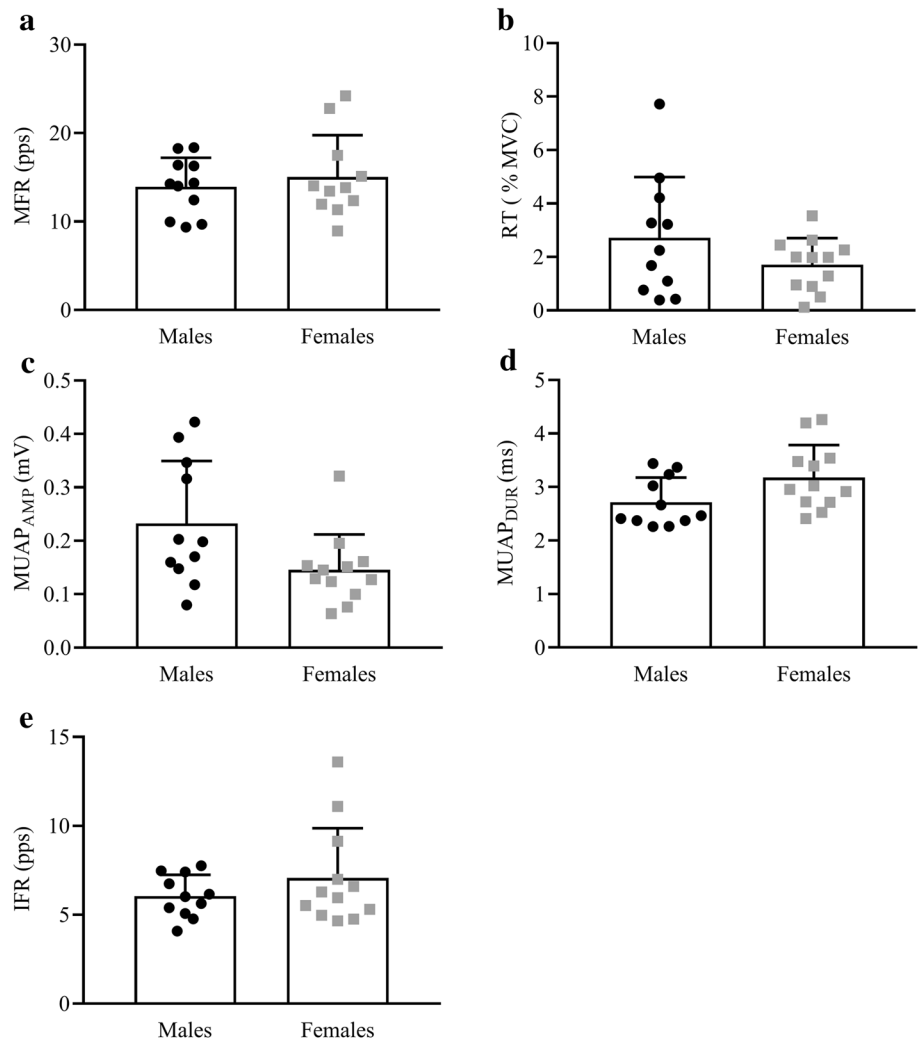 a
30
20
10
0
MFR (pps)
Males
Females
b
10
8
6
4
2
0
RT ( % MVC)
Males
Females
c
0.5
0.4
0.3
0.2
0.1
0.0
MUAP_AMP (mV)
Males
Females
d
5
4
3
2
1
0
MUAP_DUR (ms)
Males
Females
e
15
10
5
0
IFR (pps)
Males
Females